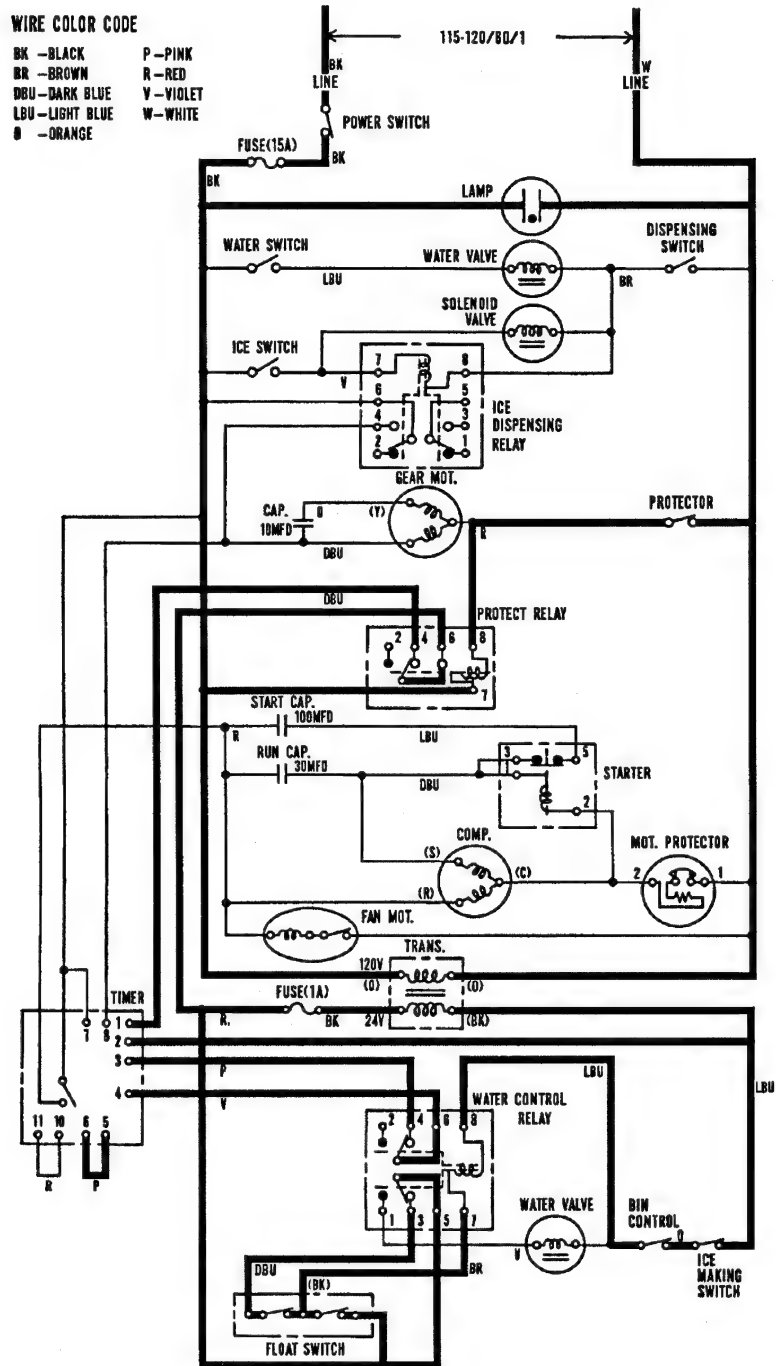 WIRE COLOR CODE
BK -BLACK P-PINK
BR -BROWN R-RED
DBU-DARK BLUE V-VIOLET
LBU-LIGHT BLUE W-WHITE
O -ORANGE
115-120/60/1
BK
LINE
W
LINE
POWER SWITCH
FUSE(15A)
BK
BK
LAMP
WATER SWITCH
LBU
WATER VALVE
BR
DISPENSING
SWITCH
SOLENOID
VALVE
ICE SWITCH
V
7 8
6 5
4 3
2 1
ICE
DISPENSING
RELAY
GEAR MOT.
CAP.
10MFD
O
(Y)
DBU
R
PROTECTOR
DBU
2 4 6 8
7
PROTECT RELAY
START CAP.
100MFD
R
LBU
RUN CAP.
30MFD
DBU
3 1 5
2
STARTER
COMP.
(S)
(R)
(C)
MOT. PROTECTOR
2 1
FAN MOT.
TRANS.
120V
(O) (O)
FUSE(1A)
R.
BK
24V
(BK)
TIMER
7 8 1
2
3
4
11 10 6 5
R P
P
V
LBU
LBU
WATER CONTROL
RELAY
2 4 6 8
1 3 5 7
WATER VALVE
W
BIN
CONTROL
ICE
MAKING
SWITCH
DBU
(BK)
BR
FLOAT SWITCH